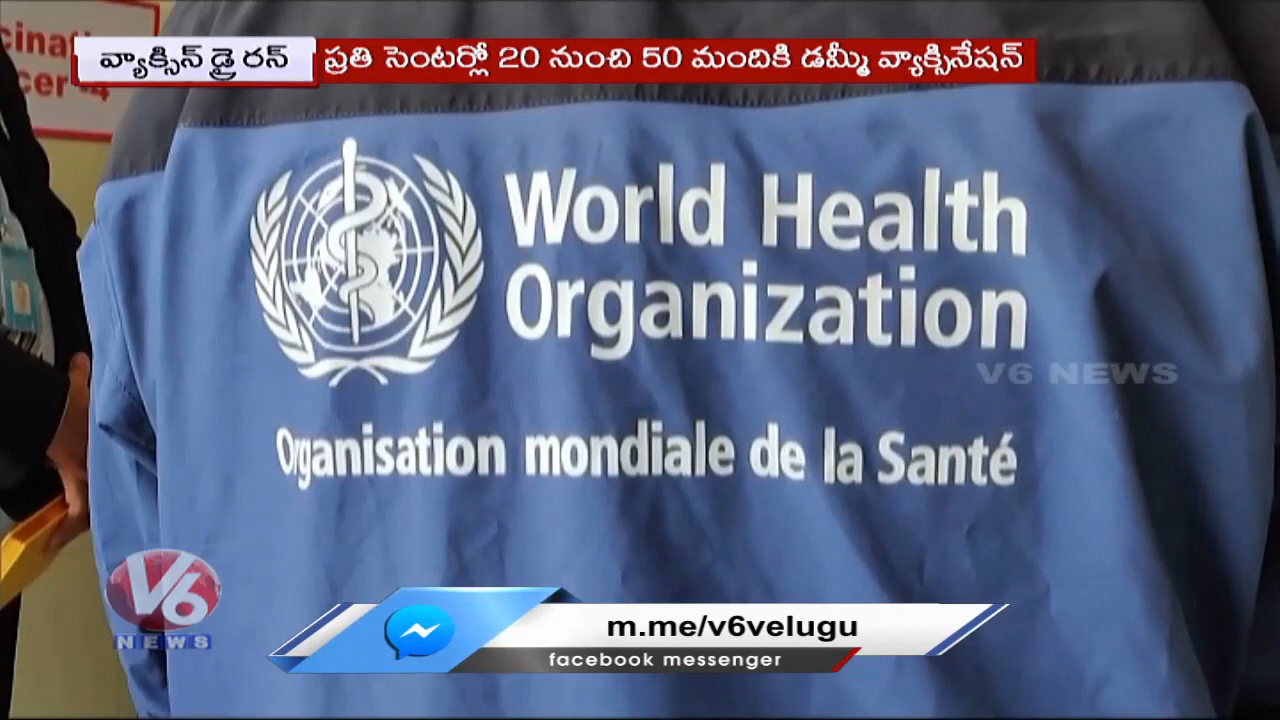 వ్యాక్సిన్ డ్రై రన్
ప్రతి సెంటర్లో 20 నుంచి 50 మందికి డమ్మీ వ్యాక్సినేషన్
World Health
Organization
V6 NEWS
Organisation mondiale de la Santé
V6
NEWS
m.me/v6velugu
facebook messenger